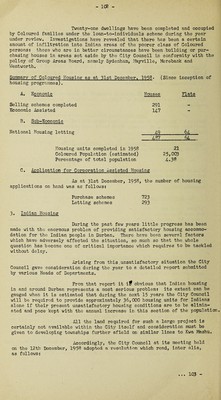 - 102 -
Twenty-one dwellings have been completed and occupied
by Coloured families under the loan-to-individuals scheme during the year
under review. Investigations have revealed that there has been a certain
amount of infiltration into Indian areas of the poorer class of Coloured
persons: those who are in better circumstances have been building or pur-
chasing houses in areas set aside by the City Council in conformity with the
policy of Group Areas Board, namely Sydenham, Mayville, Merebank and
Wentworth.
Summary of Coloured Housing as at 31st December, 1958. (Since inception of
housing programmes).
A. Economic Houses Flats
Selling schemes completed 291 -
Economic Assisted 147 -
B. Sub-Economic
National Housing letting 49 64
487 64
Housing units completed in 1958 21
Coloured Population (estimated) 25,001
Percentage of total population 4.3%
C. Application for Corporation Assisted Housing
As at 31st December, 1958, the number of housing
applications on hand was as follows:
Purchase schemes 723
Letting schemes 293
3. Indian Housing
During the past few years little progress has been
made with the enormous problem of providing satisfactory housing accommo-
dation for the Indian people in Durban. There have been several factors
which have adversely affected the situation, so much so that the whole
question has become one of critical importance which requires to be tackled
without delay.
Arising from this unsatisfactory situation the City
Council gave consideration during the year to a detailed report submitted
by various Heads of Departments.
From that report it is obvious that Indian housing
in and around Durban represents a most serious problem its extent can be
gauged when it is estimated that during the next 15 years the City Council
will be required to provide approximately 36,000 housing units for Indians
alone if their present unsatisfactory housing conditions are to be elimin-
ated and pace kept with the annual increase in this section of the population.
All the land required for such a large project is
certainly not available within the City itself and consideration must be
given to developing townships further afield on similar lines to Kwa Mashu.
Accordingly, the City Council at its meeting held
on the 12th December, 1958 adopted a resolution which read, inter alia,
as follows:
... 103 -